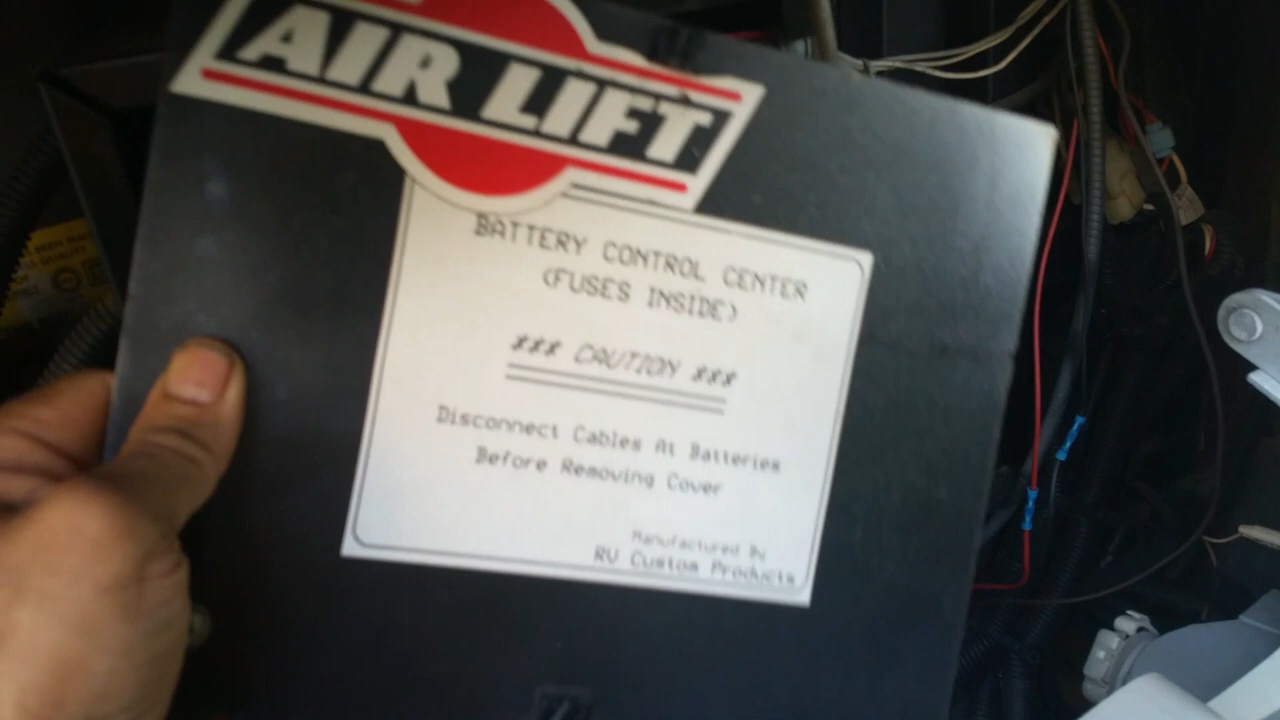 AIR LIFT
BATTERY CONTROL CENTER
(FUSES INSIDE)
*** CAUTION ***
Disconnect Cables At Batteries
Before Removing Cover
Manufactured By
RV Custom Products